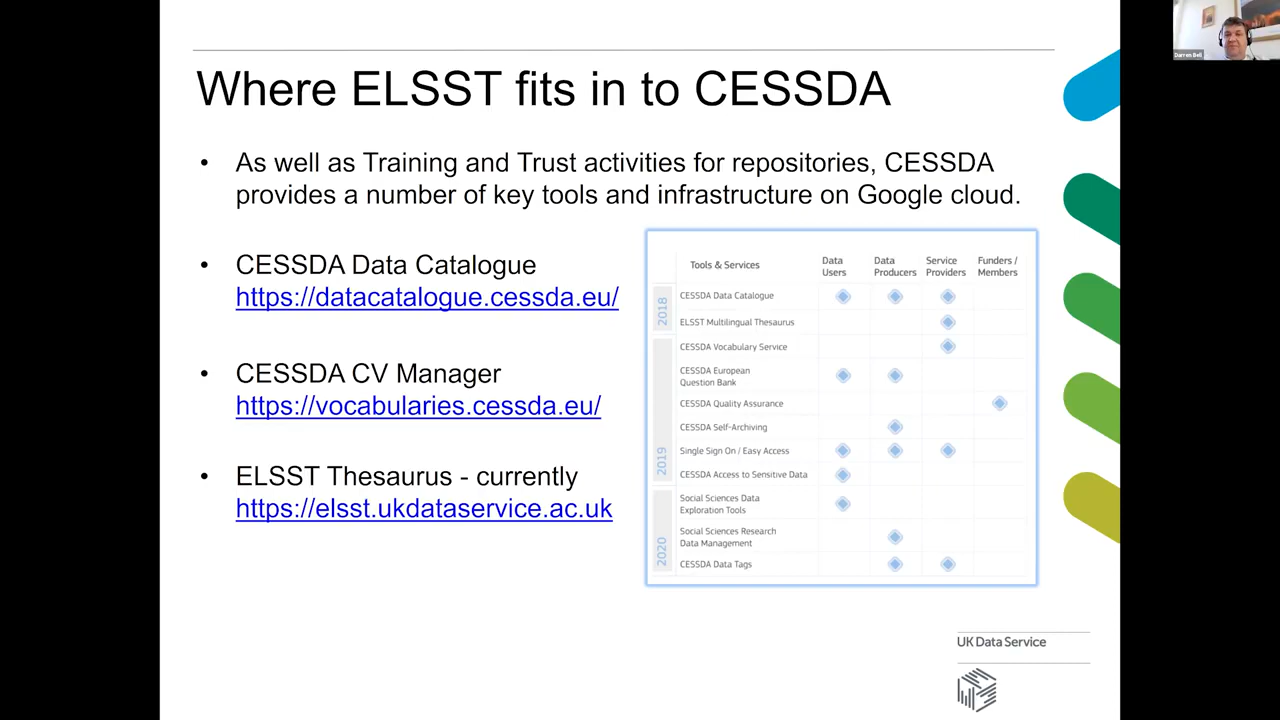 Where ELSST fits in to CESSDA
• As well as Training and Trust activities for repositories, CESSDA
provides a number of key tools and infrastructure on Google cloud.
• CESSDA Data Catalogue
https://datacatalogue.cessda.eu/
• CESSDA CV Manager
https://vocabularies.cessda.eu/
• ELSST Thesaurus - currently
https://elsst.ukdataservice.ac.uk
Tools & Services
Data
Users
Data
Producers
Service
Providers
Funders /
Members
2018
CESSDA Data Catalogue
ELSST Multilingual Thesaurus
2019
CESSDA Vocabulary Service
CESSDA European
Question Bank
CESSDA Quality Assurance
CESSDA Self-Archiving
Single Sign On / Easy Access
CESSDA Access to Sensitive Data
2020
Social Sciences Data
Exploration Tools
Social Sciences Research
Data Management
CESSDA Data Tags
UK Data Service
Darren Bell